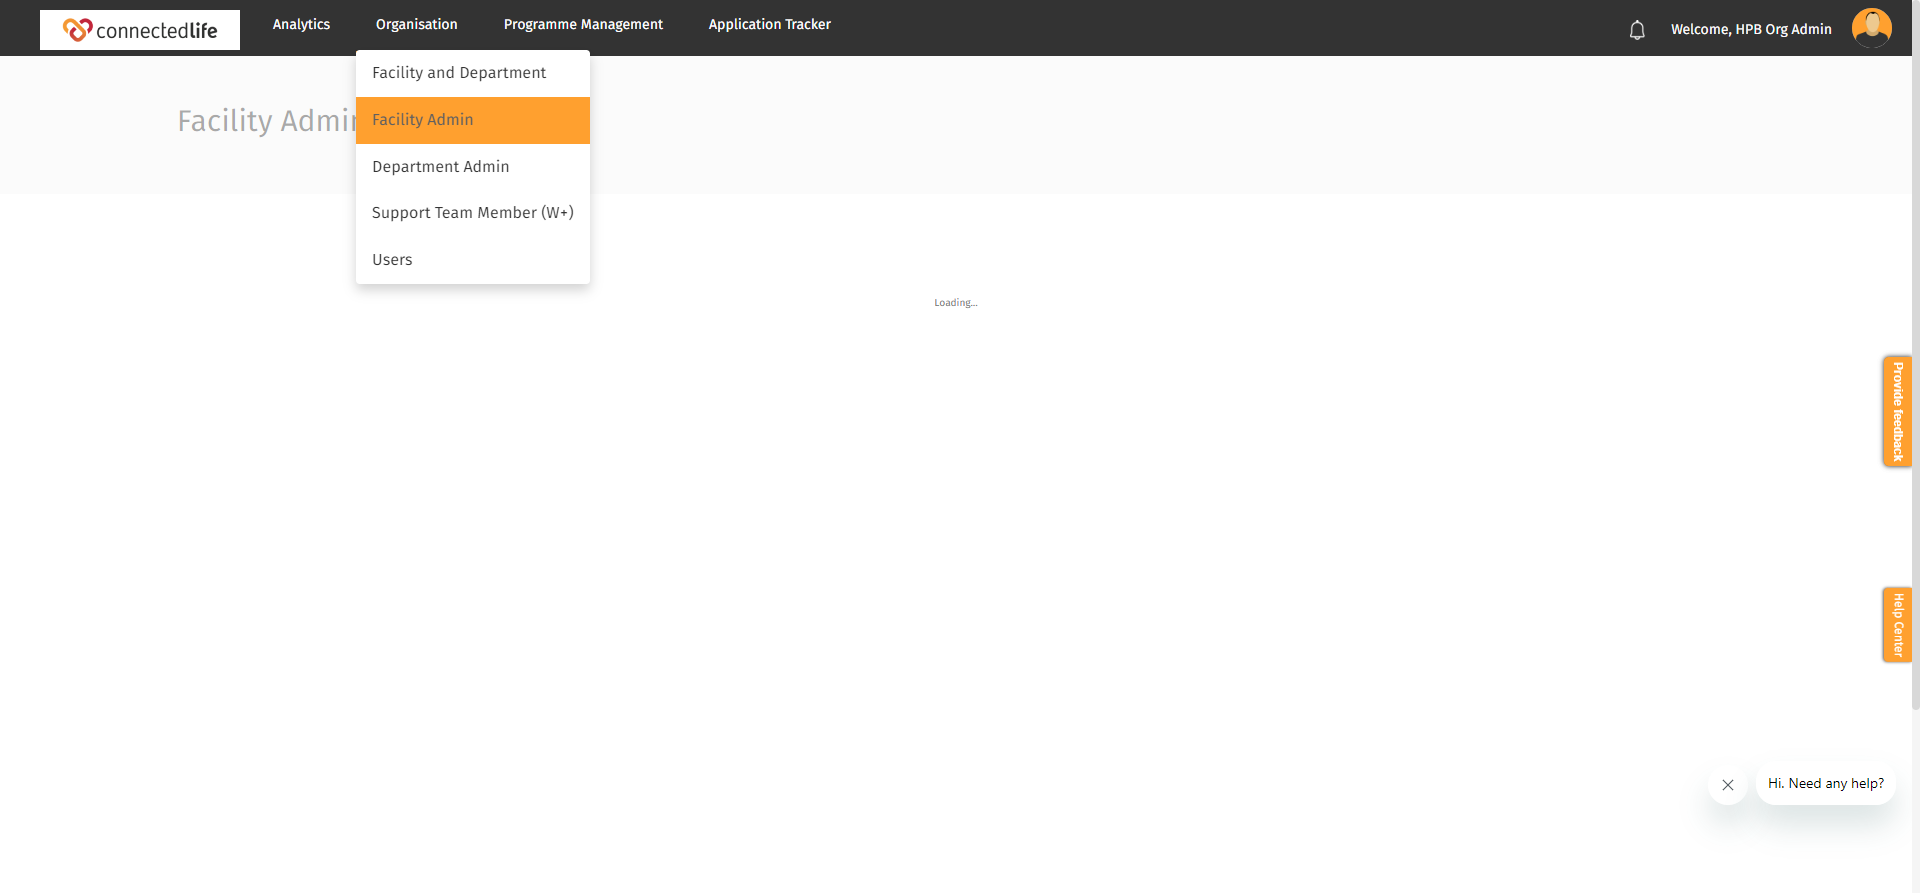 connectedlife
Analytics
Organisation
Programme Management
Application Tracker
Welcome, HPB Org Admin
Facility and Department
Facility Admin
Facility Admin
Department Admin
Support Team Member (W+)
Users
Loading...
Provide feedback
Help Center
Hi. Need any help?